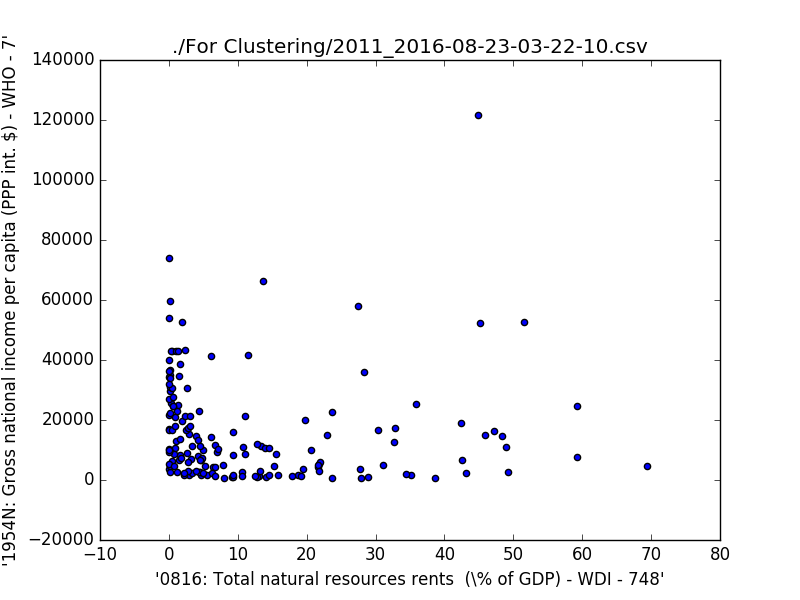 ./For Clustering/2011_2016-08-23-03-22-10.csv
'1954N: Gross national income per capita (PPP int. $) - WHO - 7'
140000
120000
100000
80000
60000
40000
20000
0
−20000
−10 0 10 20 30 40 50 60 70 80
'0816: Total natural resources rents (\% of GDP) - WDI - 748'